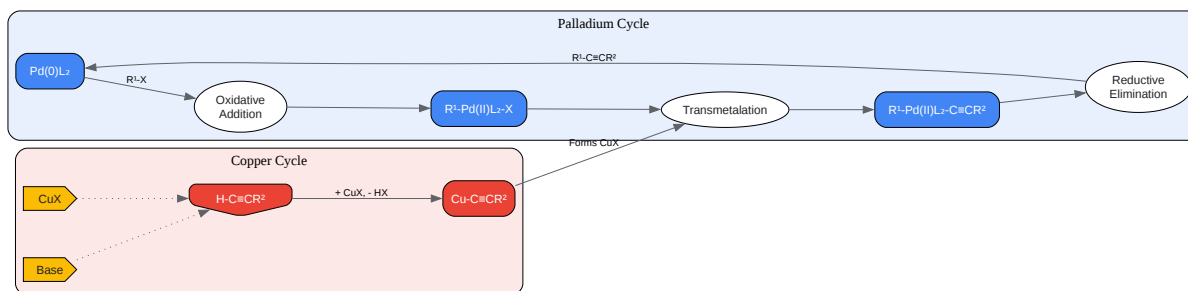 Palladium Cycle
R¹-C≡CR²
Pd(0)L₂
R¹-X
Oxidative
Addition
R¹-Pd(II)L₂-X
Transmetalation
R¹-Pd(II)L₂-C≡CR²
Reductive
Elimination
Forms CuX
Copper Cycle
CuX
H-C≡CR²
+ CuX, - HX
Cu-C≡CR²
Base